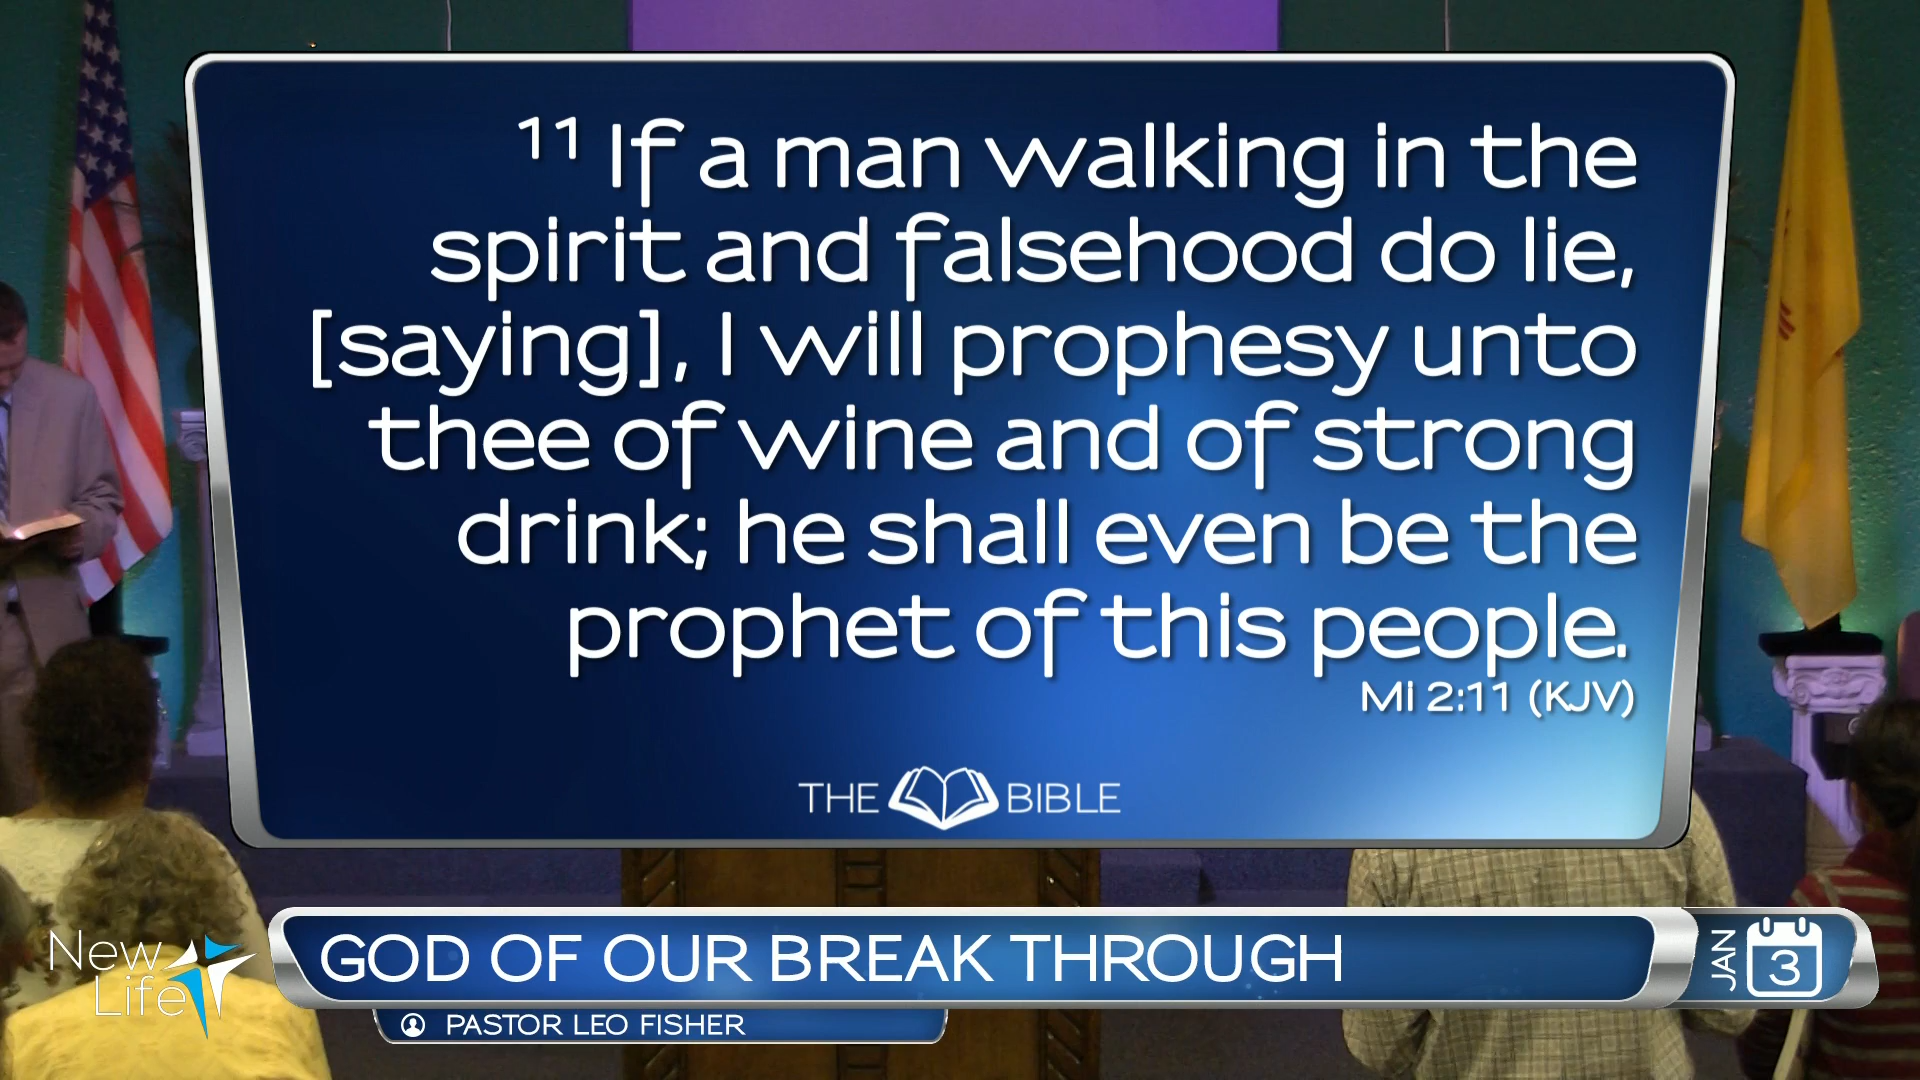 11 If a man walking in the
spirit and falsehood do lie,
[saying], I will prophesy unto
thee of wine and of strong
drink; he shall even be the
prophet of this people.
Mi 2:11 (KJV)
THE BIBLE
GOD OF OUR BREAK THROUGH
JAN
3
PASTOR LEO FISHER
New
Life